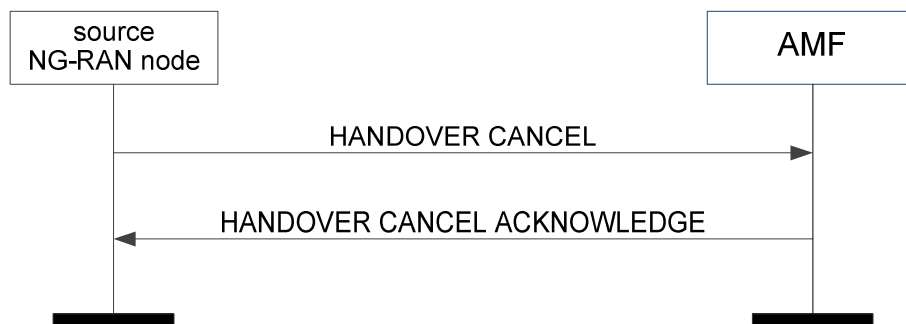 source
NG-RAN node
AMF
HANDOVER CANCEL
HANDOVER CANCEL ACKNOWLEDGE